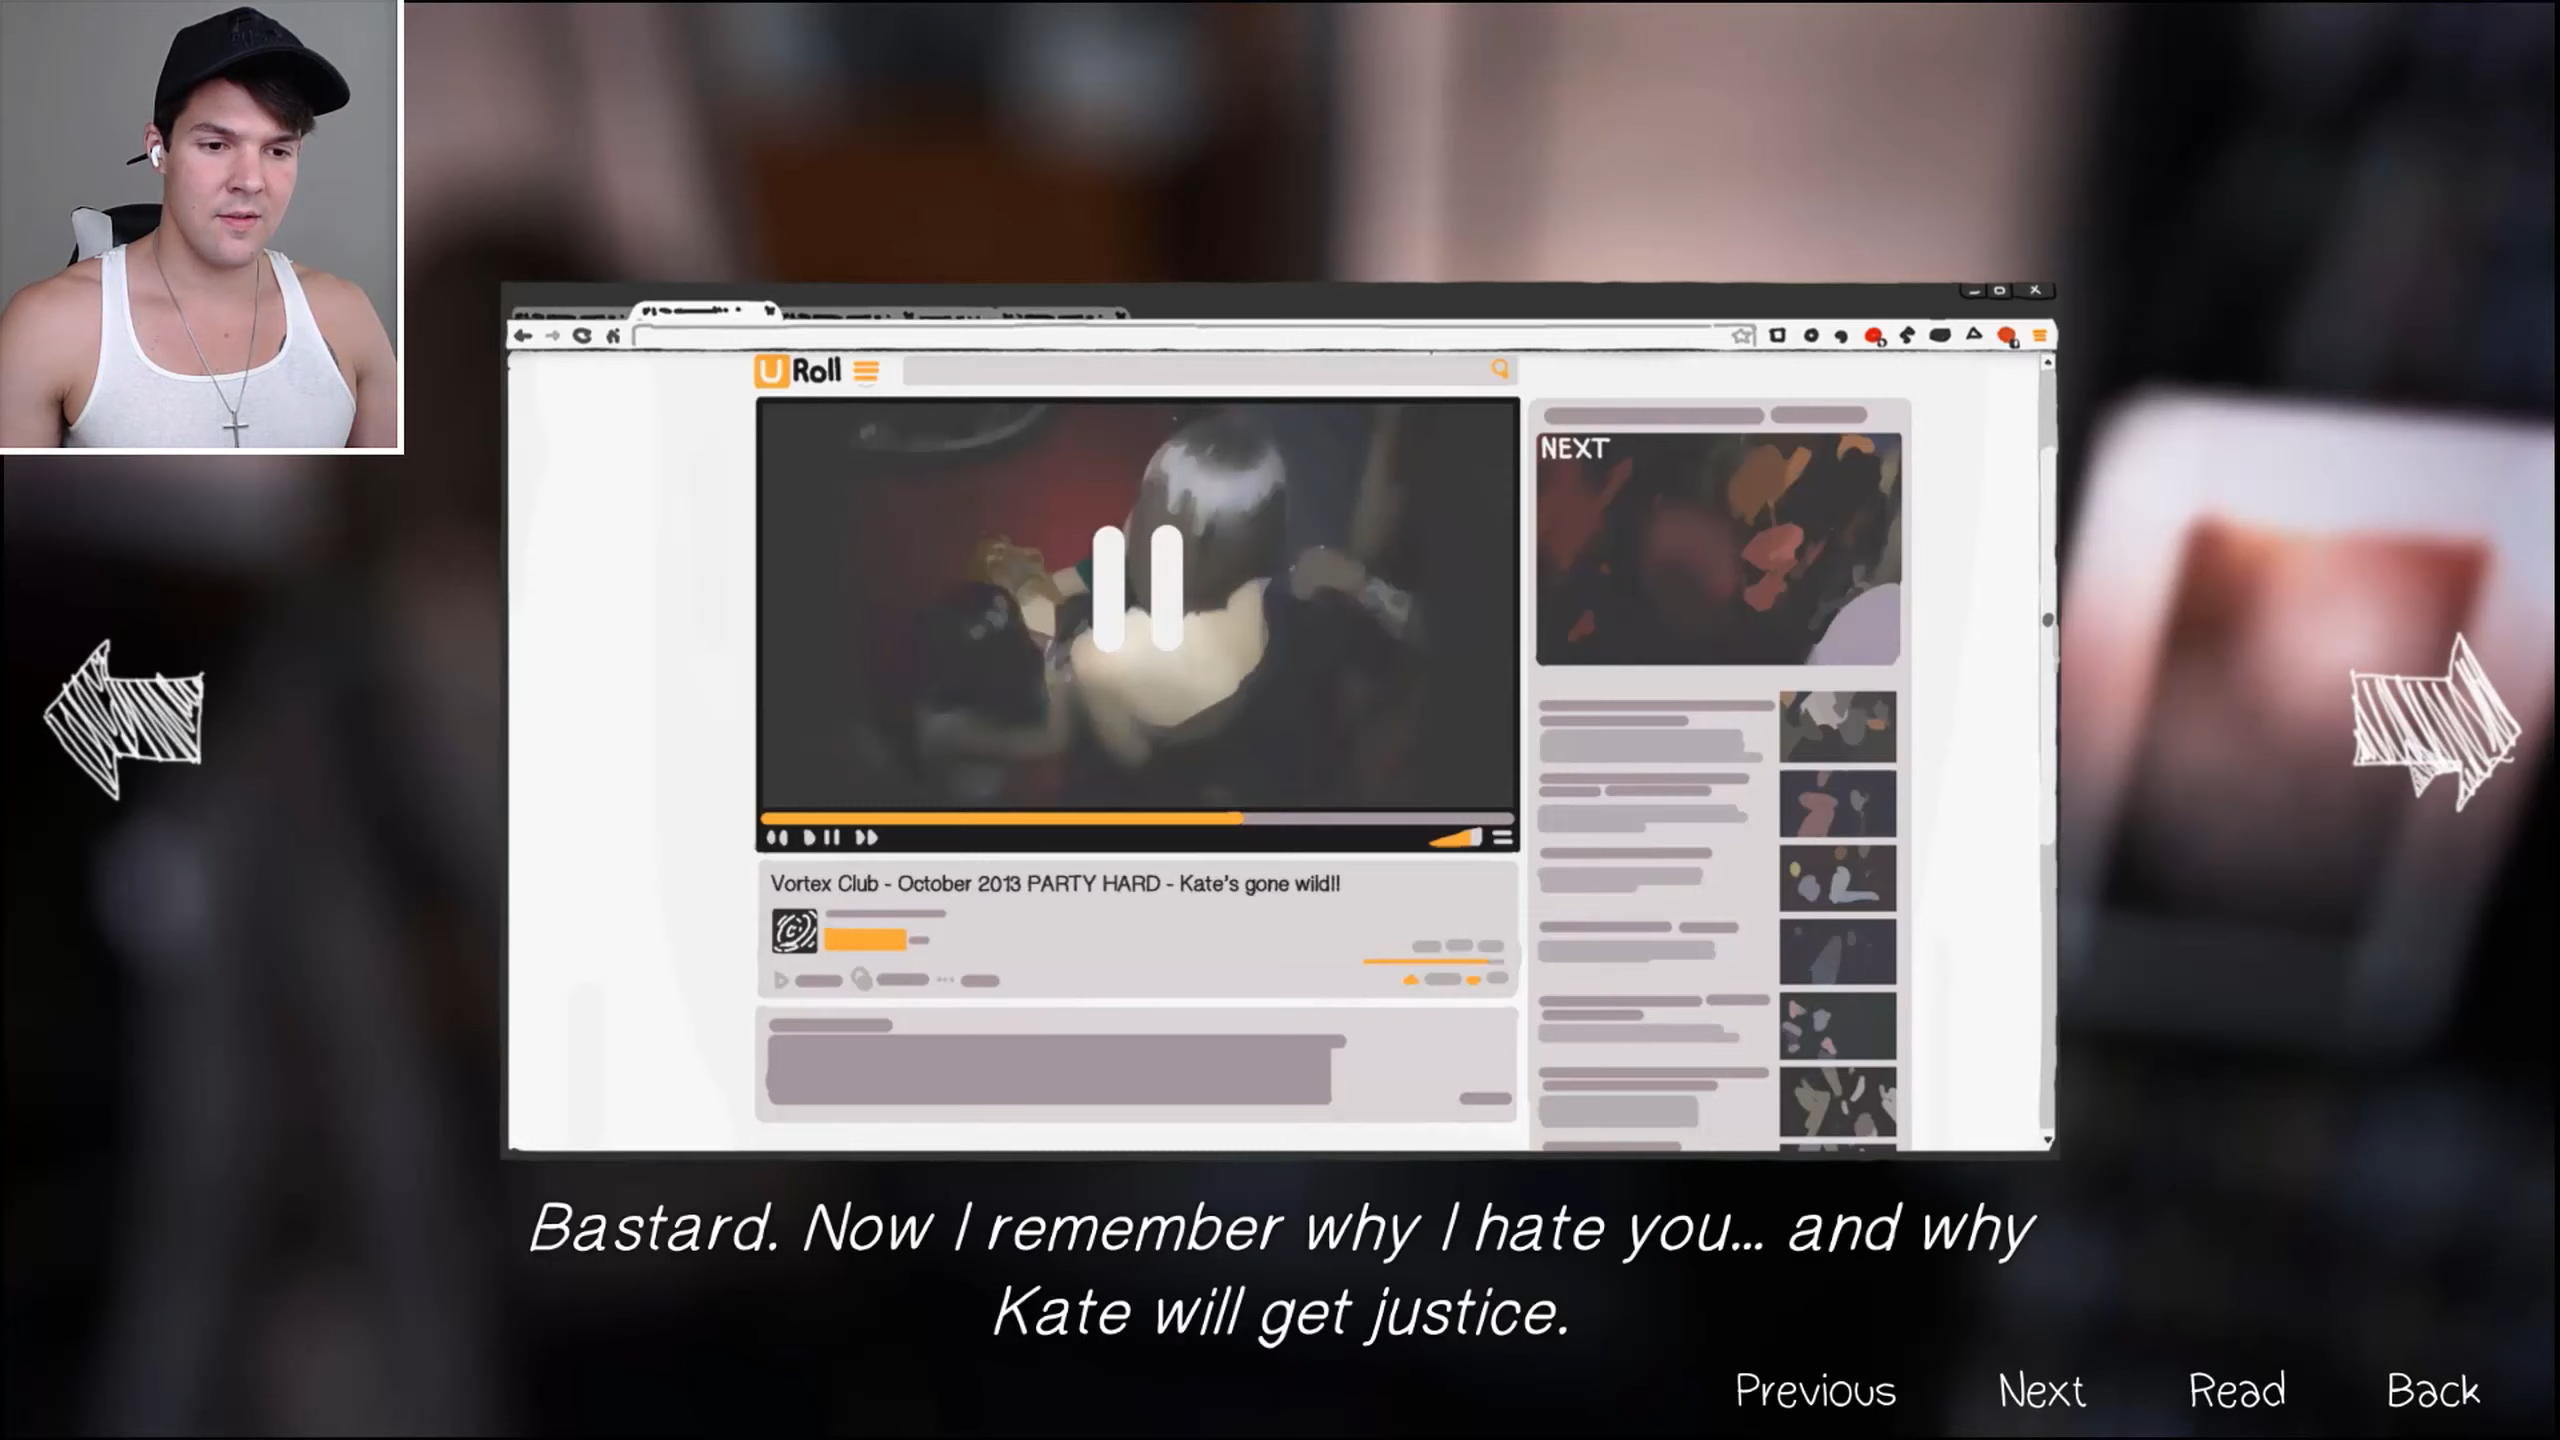 U Roll
NEXT
Vortex Club - October 2013 PARTY HARD - Kate's gone wild!!
Bastard. Now I remember why I hate you... and why
Kate will get justice.
Previous Next Read Back